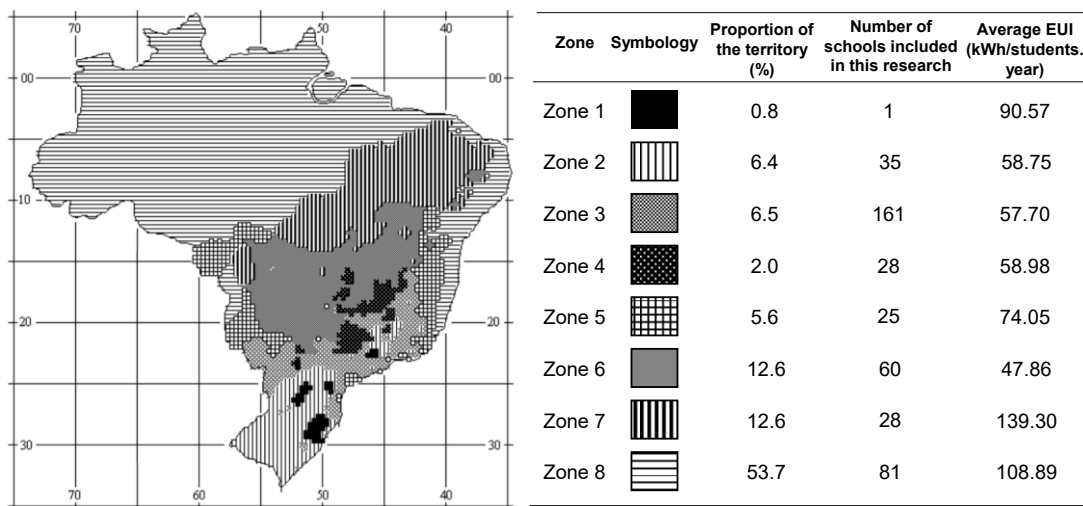 70
60
50
40
00
00
10
10
20
20
30
30
70
60
50
40
Zone Symbology Proportion of the territory (%) Number of schools included in this research Average EUI (kWh/students.year)
Zone 1 0.8 1 90.57
Zone 2 6.4 35 58.75
Zone 3 6.5 161 57.70
Zone 4 2.0 28 58.98
Zone 5 5.6 25 74.05
Zone 6 12.6 60 47.86
Zone 7 12.6 28 139.30
Zone 8 53.7 81 108.89